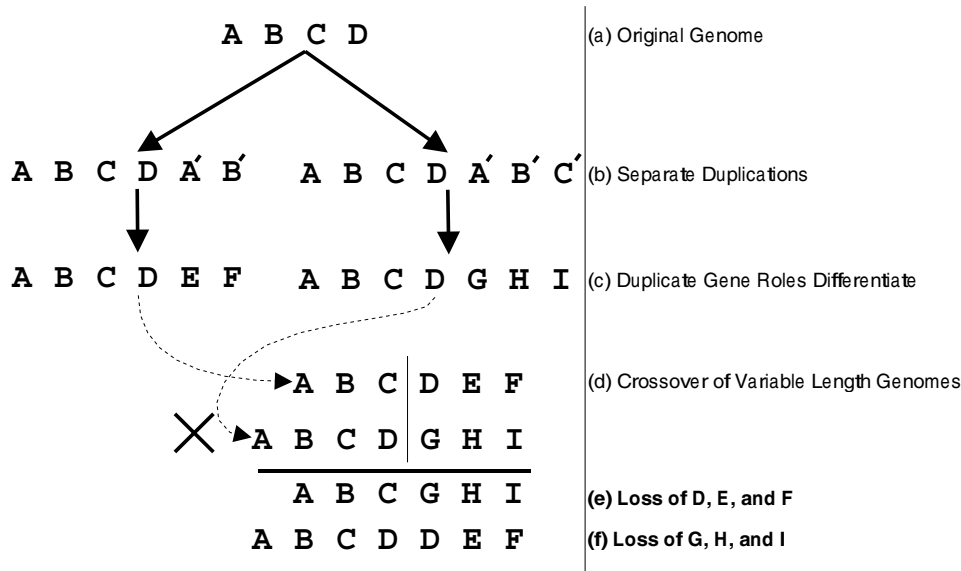 A B C D (a) Original Genome
A B C D A′ B′ A B C D A′ B′ C′ (b) Separate Duplications
A B C D E F A B C D G H I (c) Duplicate Gene Roles Differentiate
A B C D E F (d) Crossover of Variable Length Genomes
A B C D G H I
A B C G H I (e) Loss of D, E, and F
A B C D D E F (f) Loss of G, H, and I